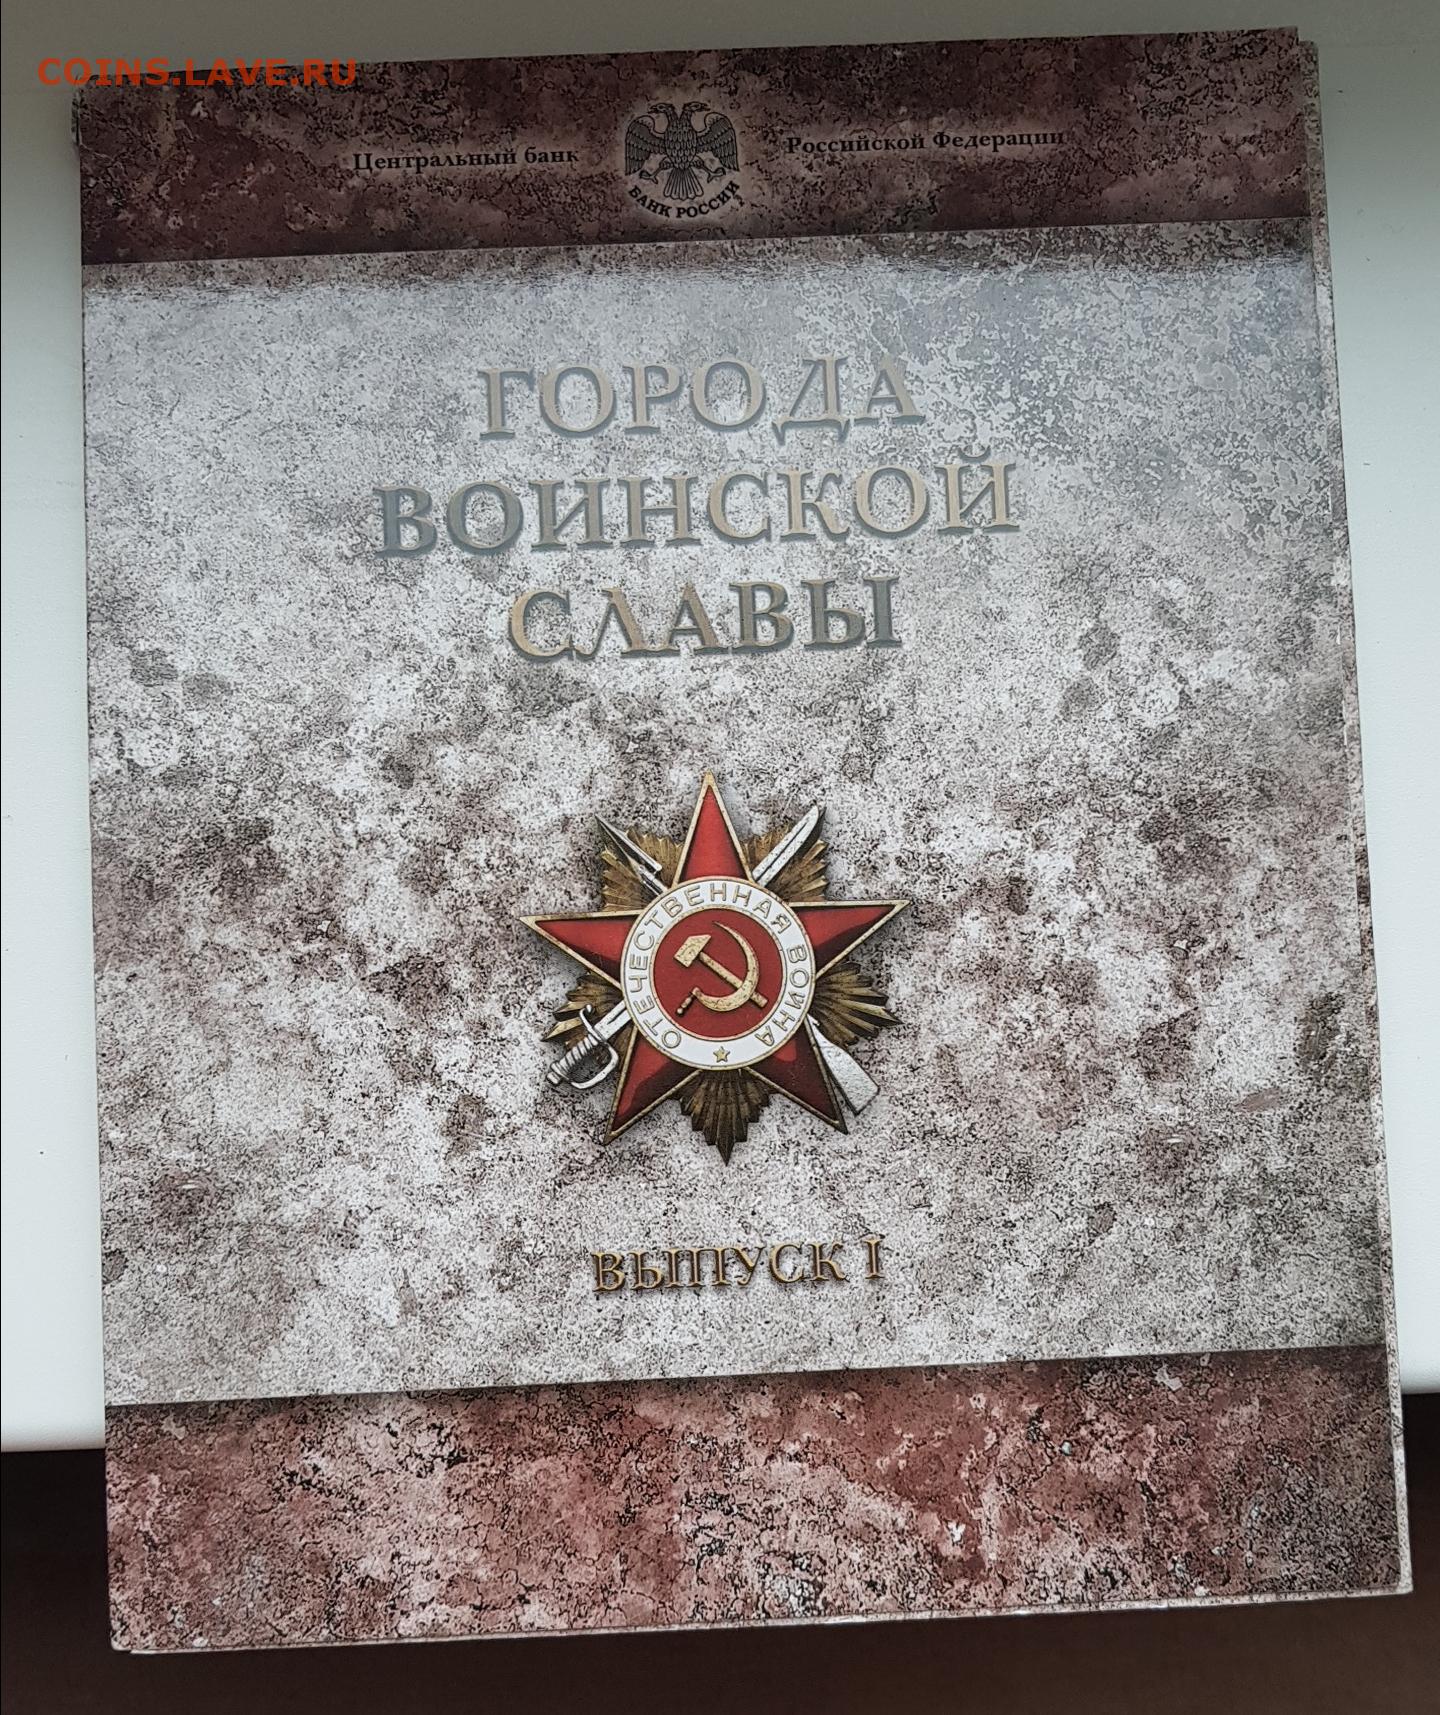 COINS.LAVE.RU
Центральный банк
Российской Федерации
БАНК РОССИИ
ГОРОДА
ВОИНСКОЙ
СЛАВЫ
ОТЕЧЕСТВЕННАЯ ВОЙНА
ВЫПУСК I